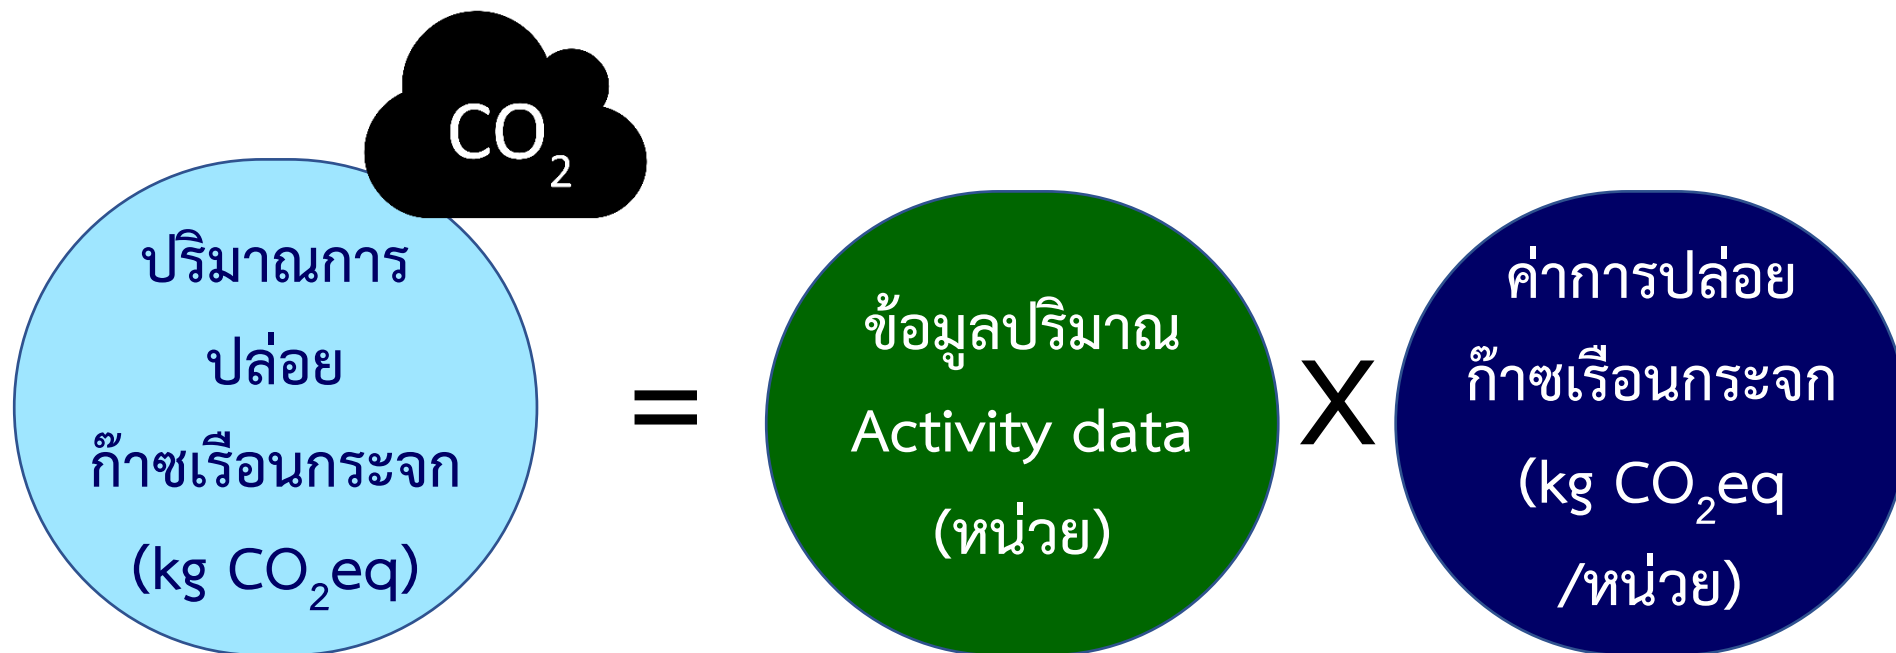 CO₂
ปริมาณการ
ปล่อย
ก๊าซเรือนกระจก
(kg CO₂eq)
=
ข้อมูลปริมาณ
Activity data
(หน่วย)
X
ค่าการปล่อย
ก๊าซเรือนกระจก
(kg CO₂eq
/หน่วย)